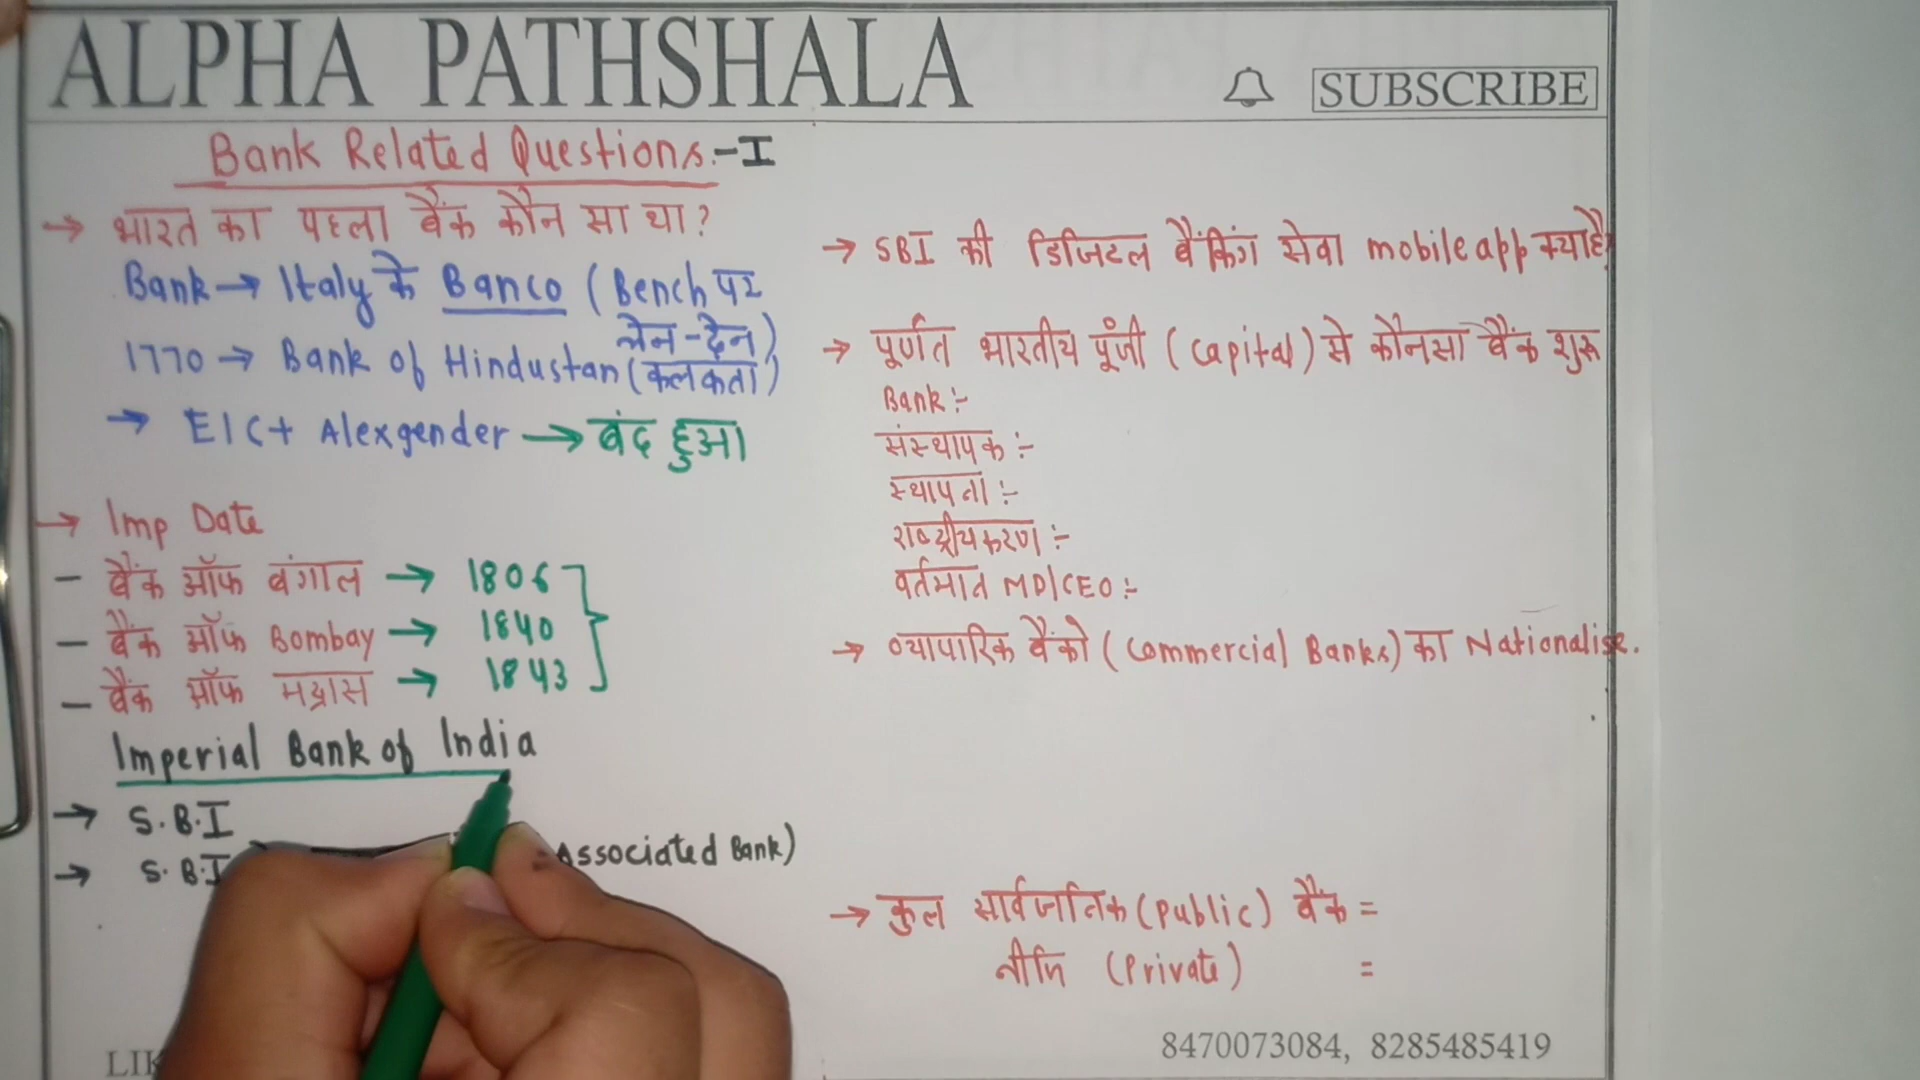 ALPHA PATHSHALA
SUBSCRIBE
Bank Related Questions.-I
→ भारत का पहला बैंक कौन सा था?
Bank → Italy के Banco (Bench पर
लेन-देन)
1770 → Bank of Hindustan (कलकता)
→ EIC+ Alexgender → बंद हुआ
→ Imp Date
- बैंक ऑफ बंगाल → 1806
- बैंक ऑफ Bombay → 1840
- बैंक ऑफ मद्रास → 1843
Imperial Bank of India
→ S.B.I
→ S.B.I
Associated Bank)
→ SBI की डिजिटल बैंकिंग सेवा mobile app क्या है?
→ पूर्णत भारतीय पूँजी (Capital) से कौनसा बैंक शुरू
Bank :-
संस्थापक :-
स्थापना :-
राष्ट्रीयकरण :-
वर्तमान MD/CEO :-
→ व्यापारिक बैंको (Commercial Banks) का Nationalise.
→ कुल सार्वजनिक (Public) बैंक =
नीजि (Private) =
8470073084, 8285485419